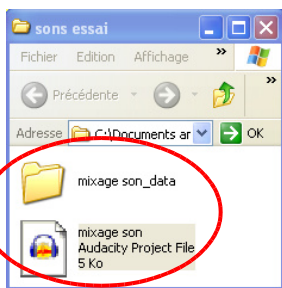 sons essai
Fichier Edition Affichage »
Précédente »
Adresse C:\Documents ar OK
mixage son_data
mixage son
Audacity Project File
5 Ko